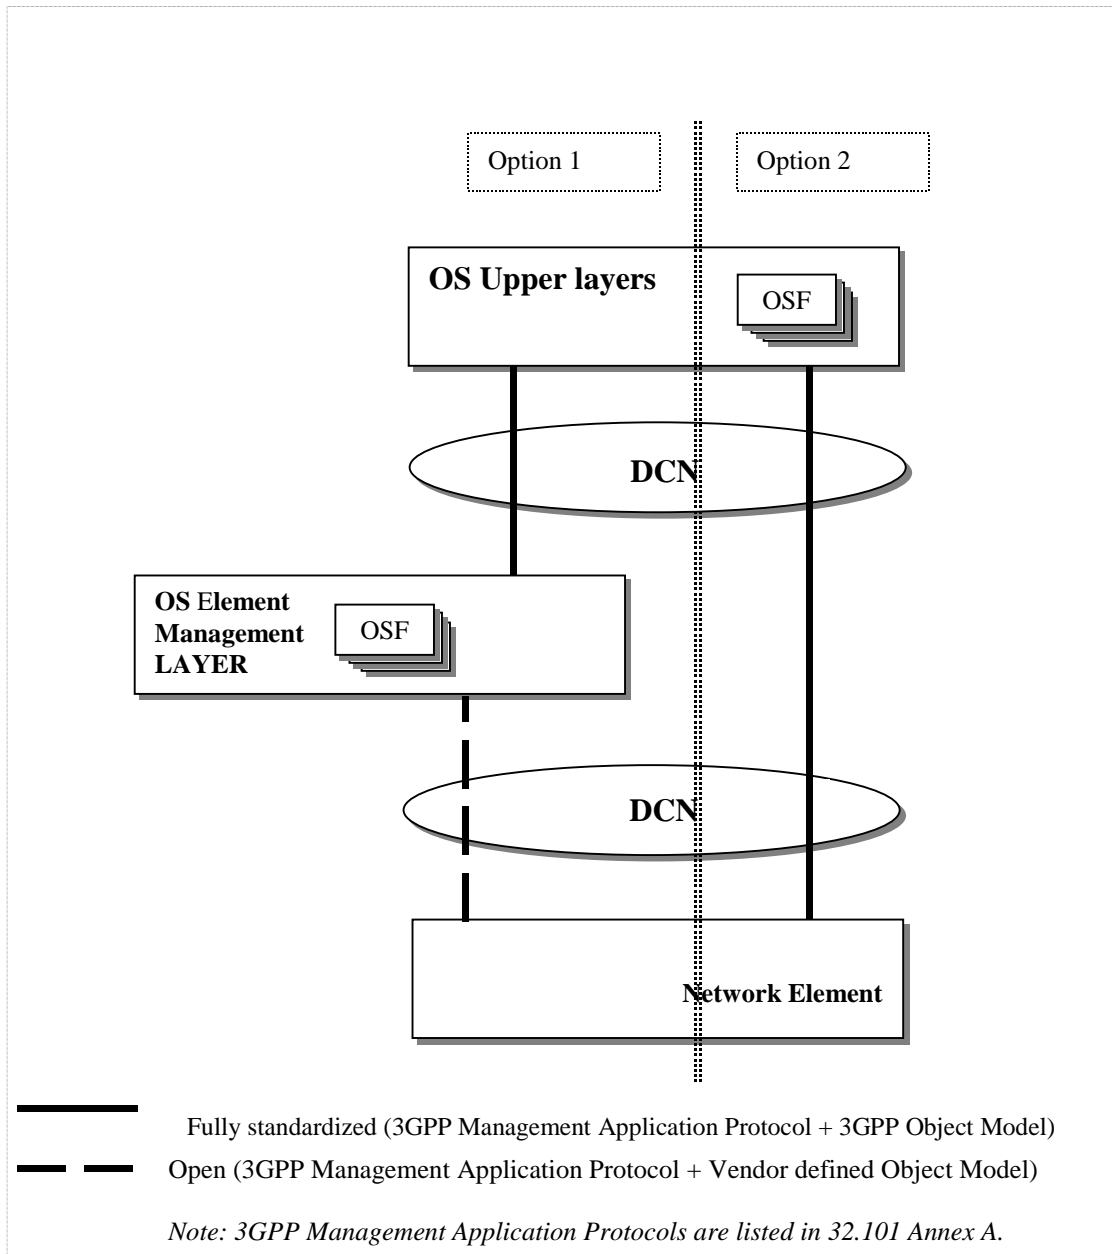 Option 1
Option 2
OS Upper layers
OSF
DCN
OS Element
Management
LAYER
OSF
DCN
Network Element
Fully standardized (3GPP Management Application Protocol + 3GPP Object Model)
Open (3GPP Management Application Protocol + Vendor defined Object Model)
Note: 3GPP Management Application Protocols are listed in 32.101 Annex A.